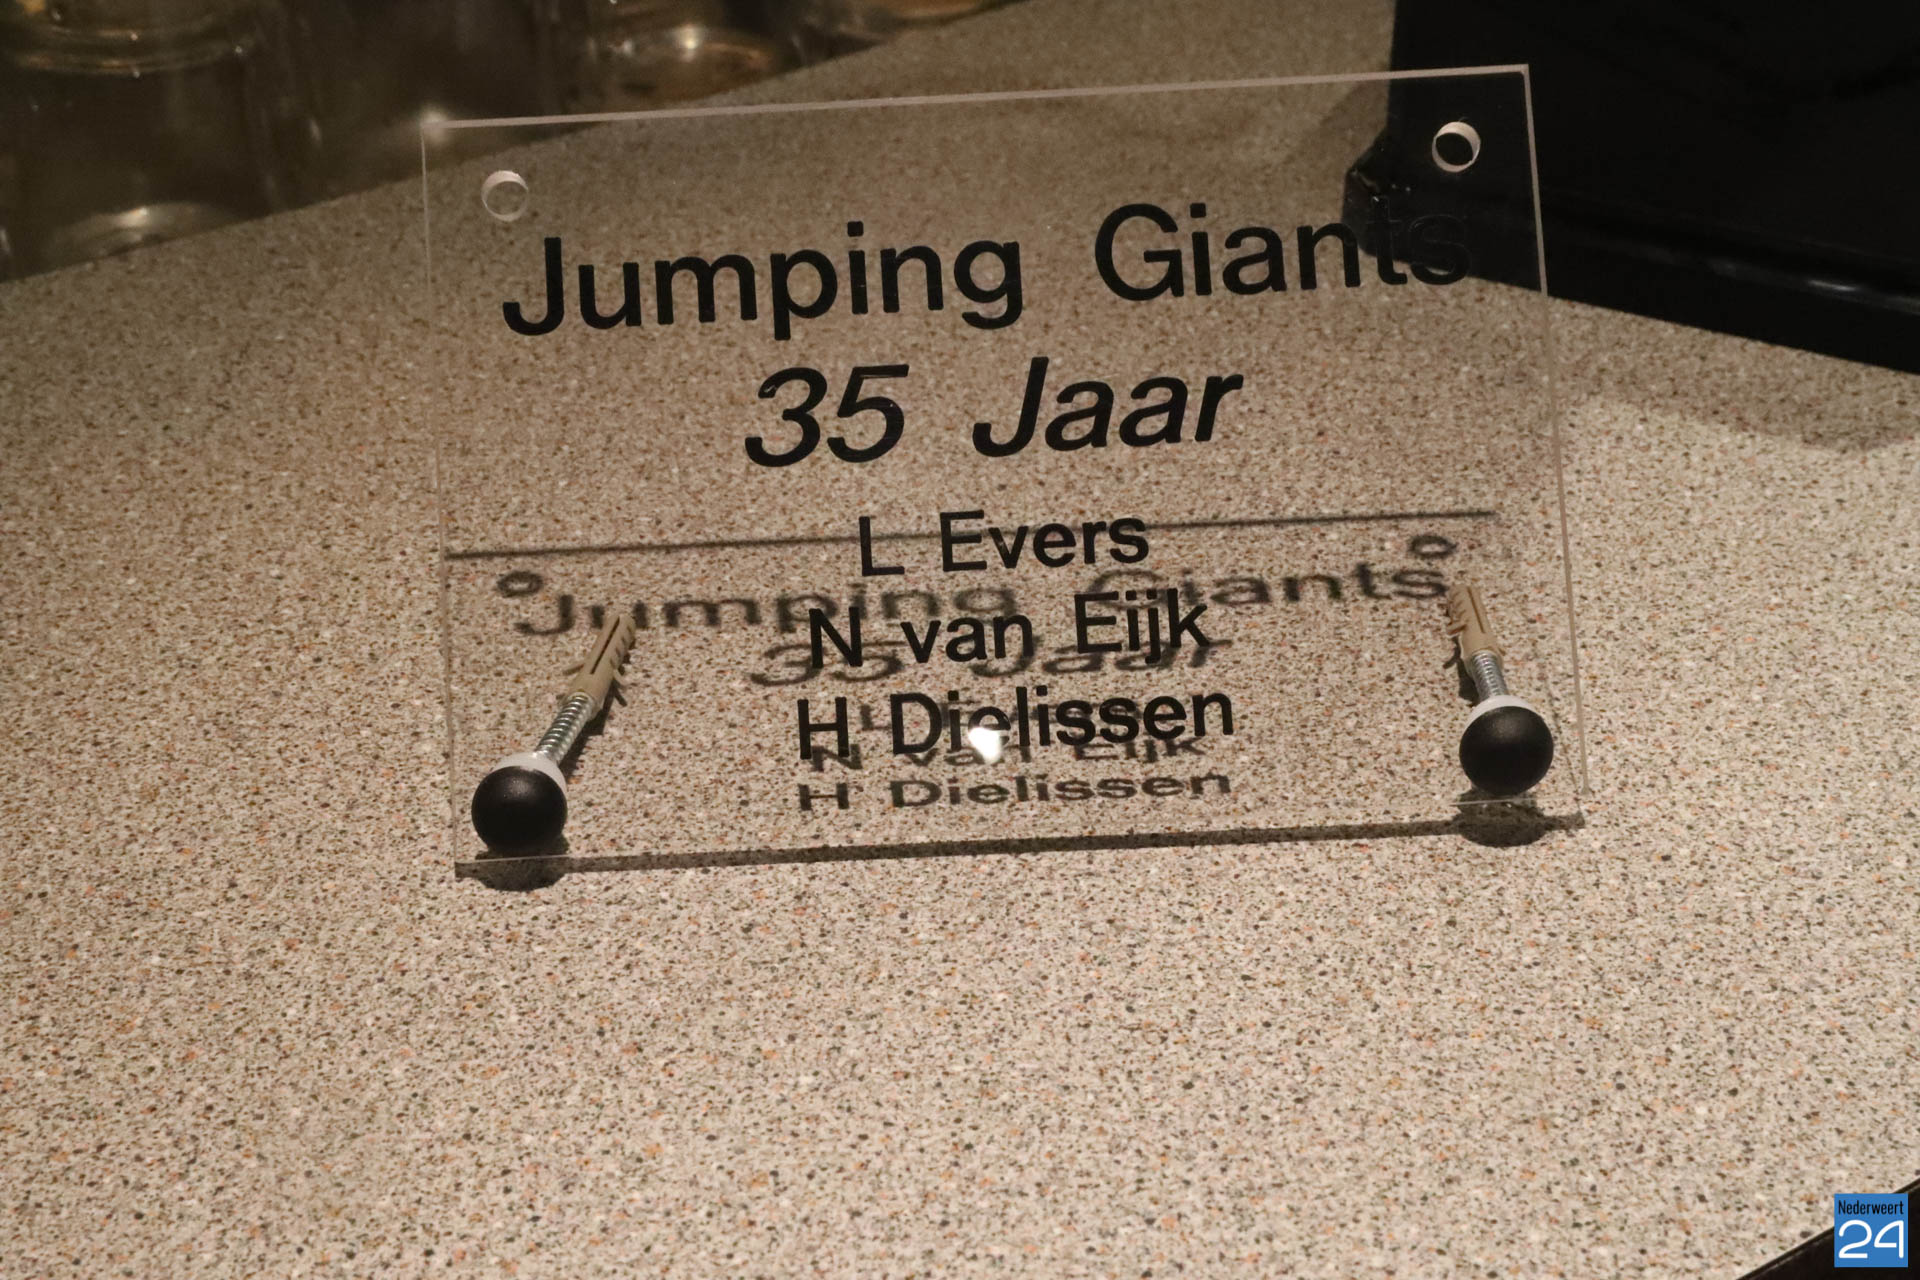 Jumping Giants
35 Jaar
L Evers
N van Eijk
H Dielissen
Nederweert
24